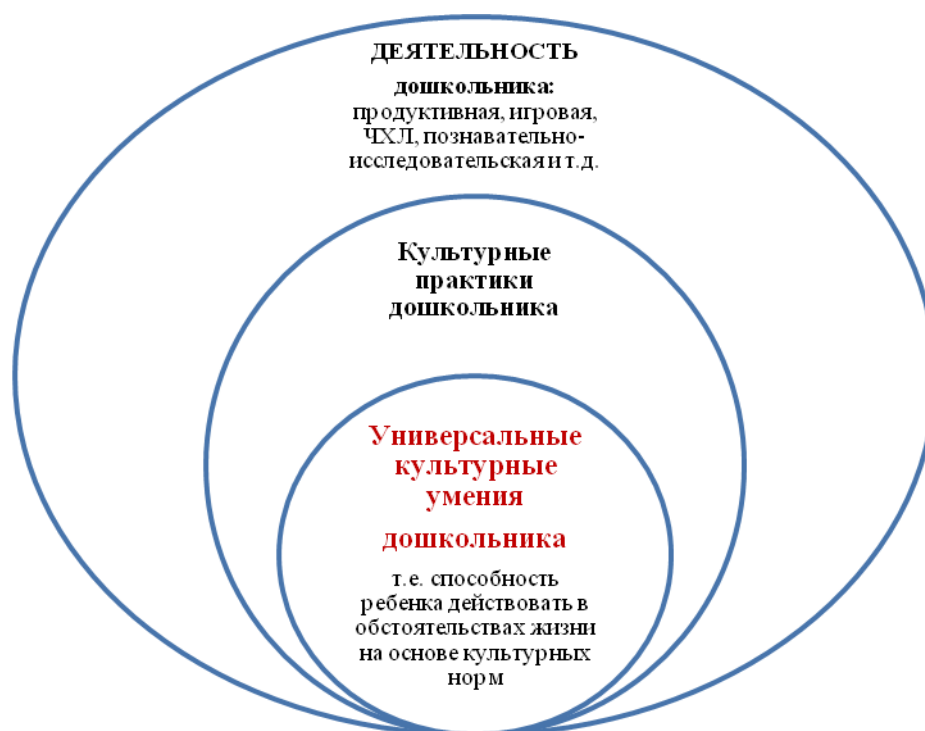 ДЕЯТЕЛЬНОСТЬ
дошкольника:
продуктивная, игровая,
ЧХЛ, познавательно-
исследовательская и т.д.
Культурные
практики
дошкольника
Универсальные
культурные
умения
дошкольника
т.е. способность
ребенка действовать в
обстоятельствах жизни
на основе культурных
норм